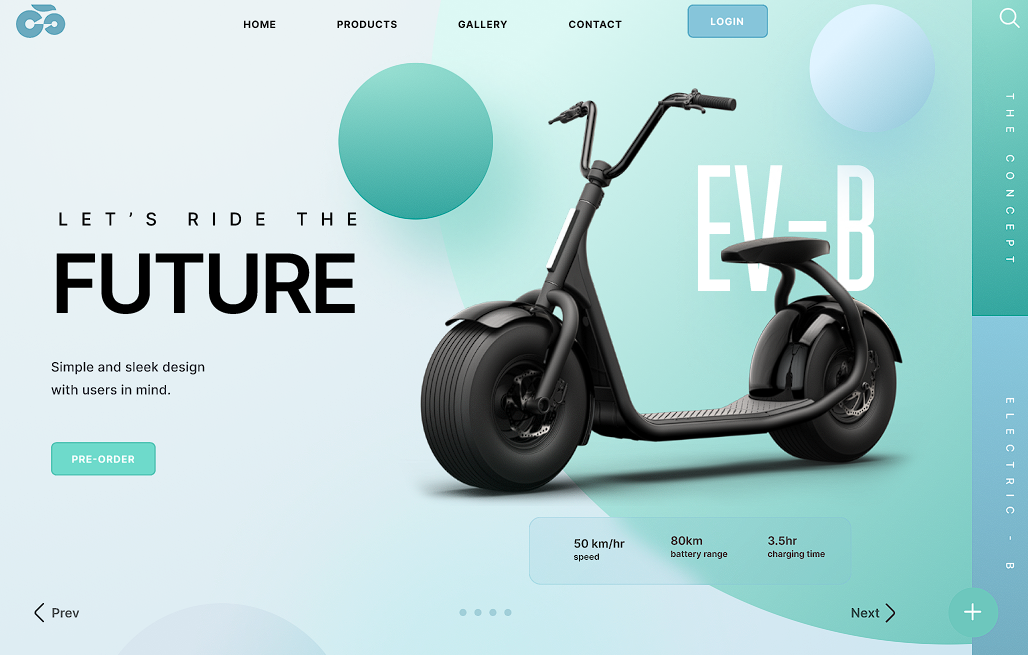 HOME
PRODUCTS
GALLERY
CONTACT
LOGIN
THE CONCEPT
LET'S RIDE THE
FUTURE
EV–B
Simple and sleek design
with users in mind.
PRE-ORDER
ELECTRIC - B
50 km/hr
speed
80km
battery range
3.5hr
charging time
Prev
Next